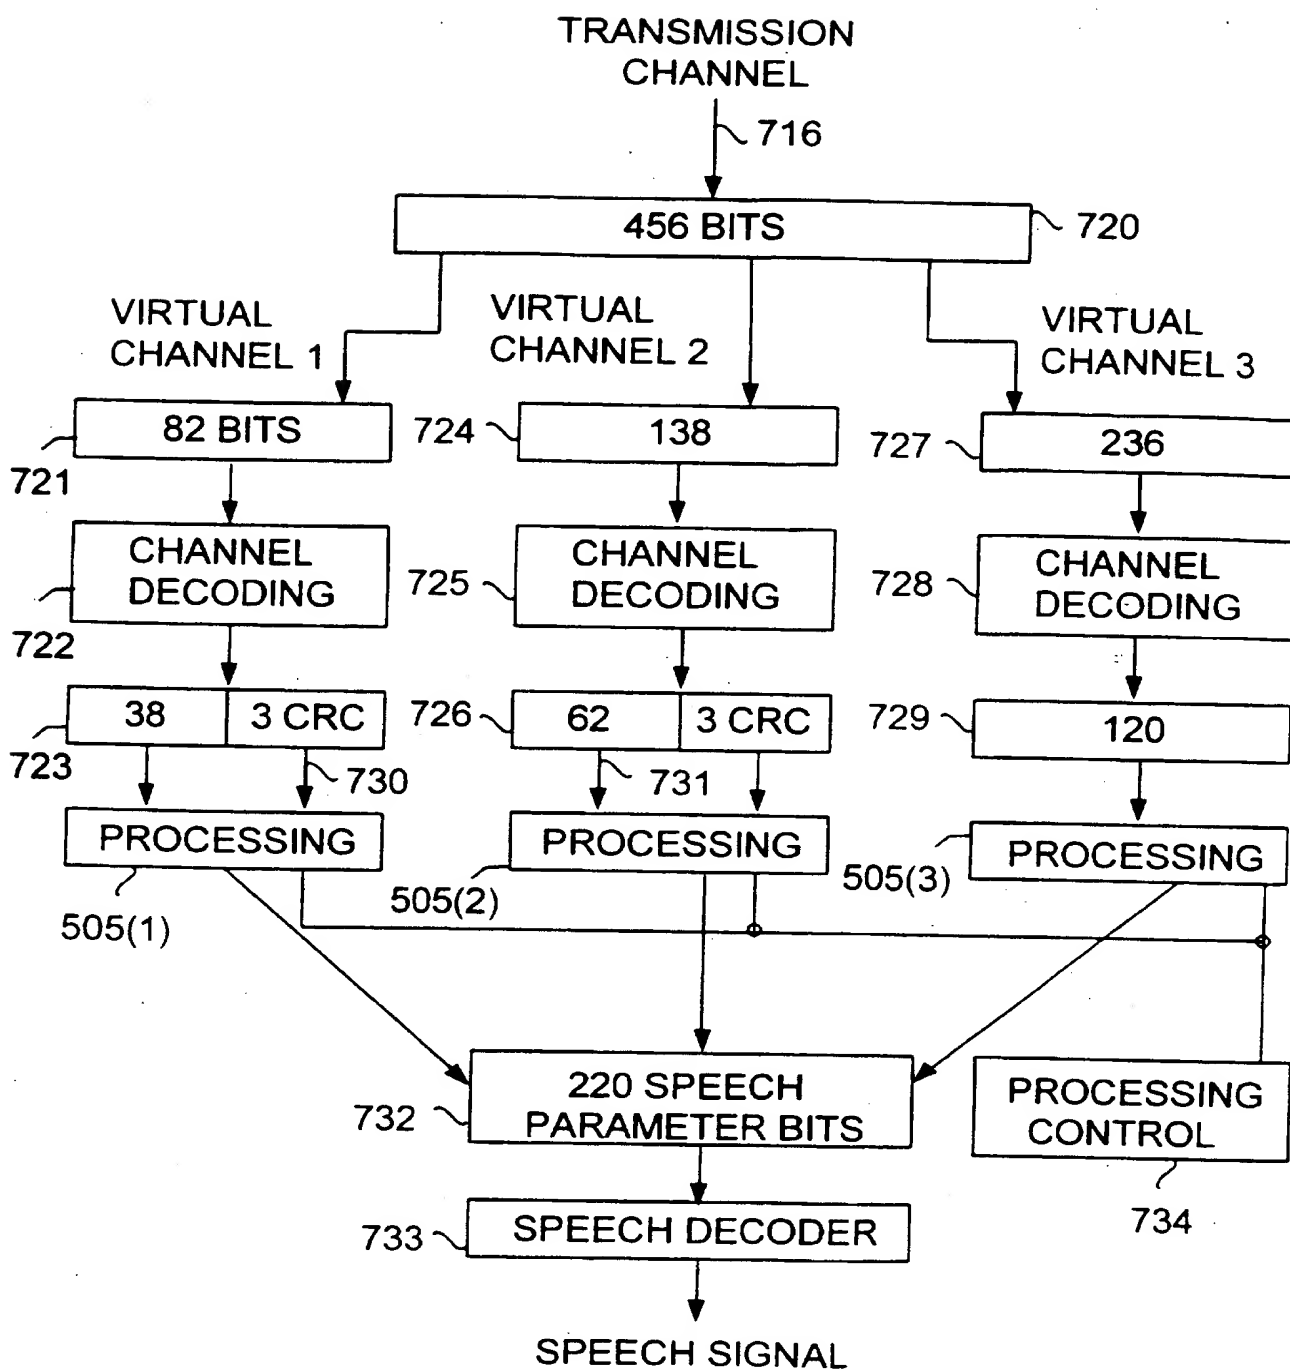 TRANSMISSION
CHANNEL
716
456 BITS
720
VIRTUAL
CHANNEL 1
VIRTUAL
CHANNEL 2
VIRTUAL
CHANNEL 3
82 BITS
721
724
138
727
236
CHANNEL
DECODING
722
725
CHANNEL
DECODING
728
CHANNEL
DECODING
38
3 CRC
723
726
62
3 CRC
729
120
730
731
PROCESSING
505(1)
PROCESSING
505(2)
PROCESSING
505(3)
220 SPEECH
PARAMETER BITS
732
PROCESSING
CONTROL
734
SPEECH DECODER
733
SPEECH SIGNAL